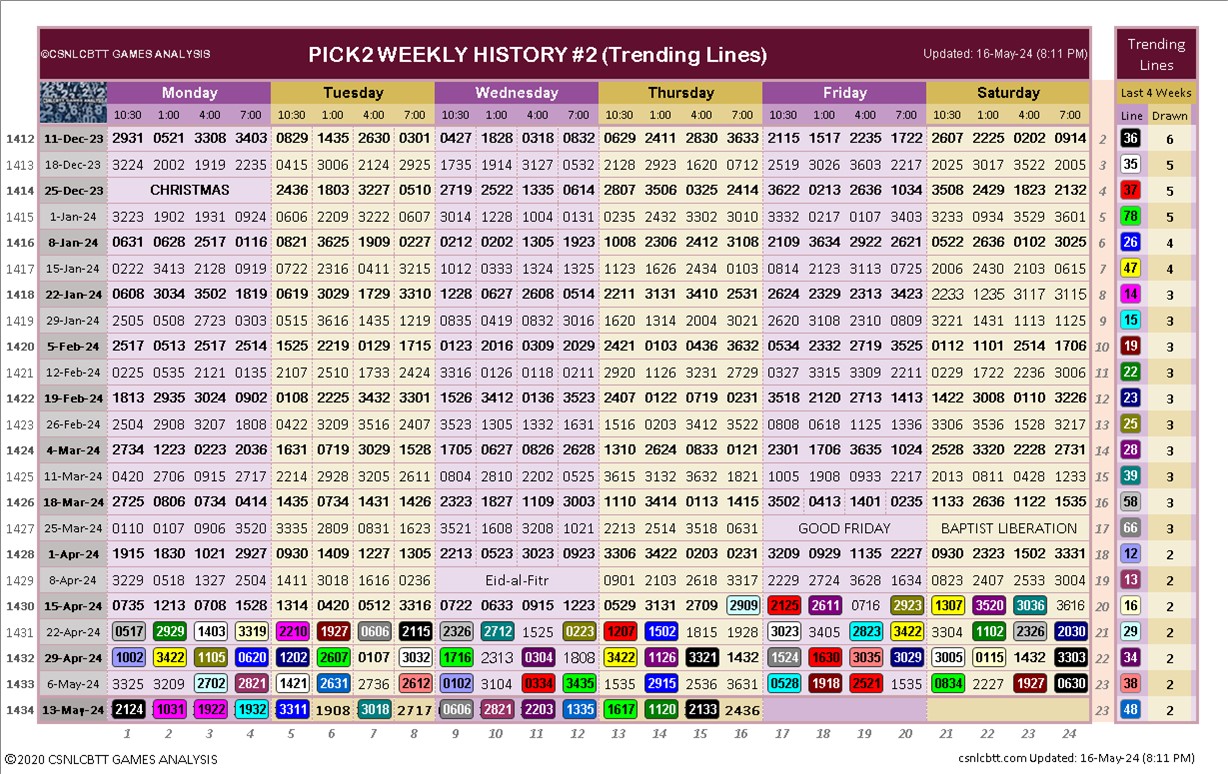 ©CSNLCBTT GAMES ANALYSIS PICK2 WEEKLY HISTORY #2 (Trending Lines) Updated: 16-May-24 (8:11 PM) Trending Lines
Monday Tuesday Wednesday Thursday Friday Saturday Last 4 Weeks
10:30 1:00 4:00 7:00 10:30 1:00 4:00 7:00 10:30 1:00 4:00 7:00 10:30 1:00 4:00 7:00 10:30 1:00 4:00 7:00 10:30 1:00 4:00 7:00 Line Drawn
1412 11-Dec-23 2931 0521 3308 3403 0829 1435 2630 0301 0427 1828 0318 0832 0629 2411 2830 3633 2115 1517 2235 1722 2607 2225 0202 0914 2 36 6
1413 18-Dec-23 3224 2002 1919 2235 0415 3006 2124 2923 1735 1914 3127 0532 2128 2923 1620 0712 2519 3026 3603 2217 2025 3017 3522 2005 3 35 5
1414 25-Dec-23 CHRISTMAS 2436 1803 3227 0510 2719 2522 1335 0614 2807 3506 0325 2414 3622 0213 2636 1034 3508 2429 1823 2132 4 37 5
1415 1-Jan-24 3223 1902 1931 0924 0606 2209 3222 0607 3014 1228 1004 0131 0235 2432 3302 3010 3332 0217 0107 3403 3233 0934 3529 3601 5 78 5
1416 8-Jan-24 0631 0628 2517 0116 0821 3625 1909 0227 0212 0202 1305 1923 1008 2306 2412 3108 2109 3634 2922 2621 0522 2636 0102 3025 6 26 4
1417 15-Jan-24 0222 3413 2128 0919 0722 2316 0411 3215 1012 0333 1324 1325 1123 1626 2434 0103 0814 2123 3113 0725 2006 2430 2103 0615 7 47 4
1418 22-Jan-24 0608 3034 3502 1819 0619 3029 1729 3311 1228 0627 2608 0514 2211 3131 3410 2531 2624 2329 2313 3423 2233 1235 3117 3115 8 14 3
1419 29-Jan-24 2505 0508 2723 0303 0515 3616 1435 1219 0835 0419 0832 3016 1620 1314 2004 3021 2620 3108 2310 0809 3221 1431 1113 1125 9 15 3
1420 5-Feb-24 2517 0513 2517 2514 1525 2219 0129 1715 0123 2016 0309 2029 2421 0103 0436 3632 0534 2332 2719 3525 0112 1101 2514 1706 10 19 3
1421 12-Feb-24 0225 0535 2121 0135 2107 2510 1733 2424 3316 0126 0118 0211 2920 1126 3231 2729 0327 3315 3309 2211 0229 1722 2236 3006 11 22 3
1422 19-Feb-24 1813 2935 3024 0902 0108 2225 3432 3301 1526 3412 0136 3523 2407 0122 0719 0231 3518 2120 2713 1413 1422 3008 0110 3226 12 23 3
1423 26-Feb-24 2504 2908 3207 1808 0422 3209 3516 2407 3523 1305 1332 1631 1516 0203 3412 3522 0808 0618 1125 1336 3306 3536 1528 3217 13 25 3
1424 4-Mar-24 2734 1223 0223 2036 1631 0719 3029 1523 1705 0627 0826 2628 1310 2624 0833 0121 2301 1706 3635 1024 2528 3320 2228 2731 14 28 3
1425 11-Mar-24 0420 2706 0915 2717 2214 2928 3205 2611 0804 2810 2202 0525 3615 3132 3632 1821 1005 1908 0933 2217 2013 0811 0428 1233 15 39 3
1426 18-Mar-24 2725 0806 0734 0414 1435 0734 1431 1426 2323 1827 1109 3003 1110 3414 0113 1415 3502 0413 1401 0235 1133 2636 1122 1535 16 58 3
1427 25-Mar-24 0110 0107 0906 3520 3335 2809 0831 1623 3521 1608 3208 1021 2213 2514 3518 0631 GOOD FRIDAY BAPTIST LIBERATION 17 66 3
1428 1-Apr-24 1915 1830 1021 2927 0930 1409 1227 1305 2213 0523 3023 0923 3306 3422 0203 0231 3209 0929 1135 2227 0930 2323 1502 3331 18 12 2
1429 8-Apr-24 3229 0518 1327 2504 1411 3018 1616 0236 Eid-al-Fitr 0901 2103 2618 3317 2229 2724 3628 1634 0823 2407 2533 3004 19 13 2
1430 15-Apr-24 0735 1213 0708 1528 1314 0420 0512 3316 0722 0633 0915 1223 0529 3131 2709 2909 2125 2611 0716 2923 1307 3520 3036 3616 20 16 2
1431 22-Apr-24 0517 2929 1403 3319 2210 1927 0606 2115 2326 2712 1525 0223 1207 1502 1815 1928 3023 3405 2823 3422 3304 1102 2326 2030 21 29 2
1432 29-Apr-24 1002 3422 1105 0620 1202 2607 0107 3032 1716 2313 0304 1808 3422 1126 3321 1432 1524 1630 3035 3029 3005 0115 1432 3303 22 34 2
1433 6-May-24 3325 3209 2702 2821 1421 2631 2736 2612 0102 3104 0334 3435 1535 2915 2536 3631 0528 1918 2521 1535 0834 2227 1927 0630 23 38 2
1434 13-May-24 2124 1031 1922 1932 3311 1908 3018 2717 0606 2821 2203 1335 1617 1120 2133 2436 23 48 2
1 2 3 4 5 6 7 8 9 10 11 12 13 14 15 16 17 18 19 20 21 22 23 24
©2020 CSNLCBTT GAMES ANALYSIS csnlcbtt.com Updated: 16-May-24 (8:11 PM)